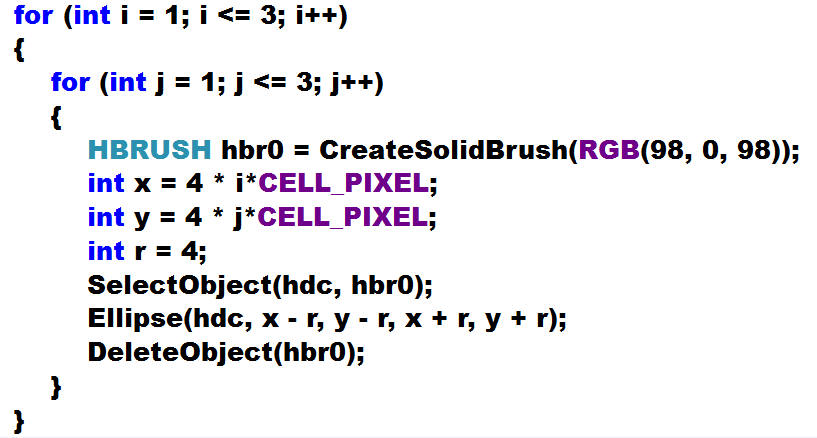 for (int i = 1; i <= 3; i++)
{
for (int j = 1; j <= 3; j++)
{
HBRUSH hbr0 = CreateSolidBrush(RGB(98, 0, 98));
int x = 4 * i*CELL_PIXEL;
int y = 4 * j*CELL_PIXEL;
int r = 4;
SelectObject(hdc, hbr0);
Ellipse(hdc, x - r, y - r, x + r, y + r);
DeleteObject(hbr0);
}
}